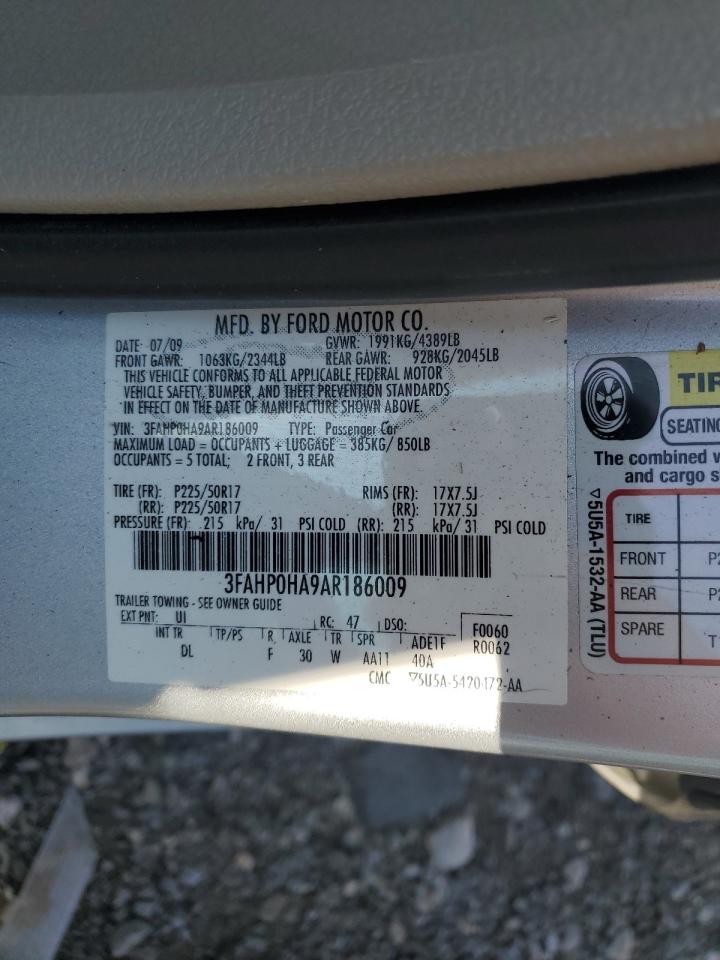 MFD. BY FORD MOTOR CO.
DATE: 07/09 GVWR: 1991KG/4389LB
FRONT GAWR: 1063KG/2344LB REAR GAWR: 928KG/2045LB
THIS VEHICLE CONFORMS TO ALL APPLICABLE FEDERAL MOTOR
VEHICLE SAFETY, BUMPER, AND THEFT PREVENTION STANDARDS
IN EFFECT ON THE DATE OF MANUFACTURE SHOWN ABOVE.
VIN: 3FAHP0HA9AR186009 TYPE: Passenger Car
MAXIMUM LOAD = OCCUPANTS + LUGGAGE = 385KG/ 850LB
OCCUPANTS = 5 TOTAL; 2 FRONT, 3 REAR
TIRE (FR): P225/50R17 RIMS (FR): 17X7.5J
(RR): P225/50R17 (RR): 17X7.5J
PRESSURE (FR): 215 kPa/ 31 PSI COLD (RR): 215 kPa/ 31 PSI COLD
3FAHP0HA9AR186009
TRAILER TOWING - SEE OWNER GUIDE
EXT PNT: UI RC: 47 DSO: F0060
INT TR TP/PS R AXLE TR SPR ADE1F R0062
DL F 30 W AA11 40A
CMC ▽5U5A-5420472-AA
TIR
SEATING
The combined v
and cargo s
TIRE
FRONT P2
REAR P2
SPARE T1
▽5U5A-1532-AA (TLU)